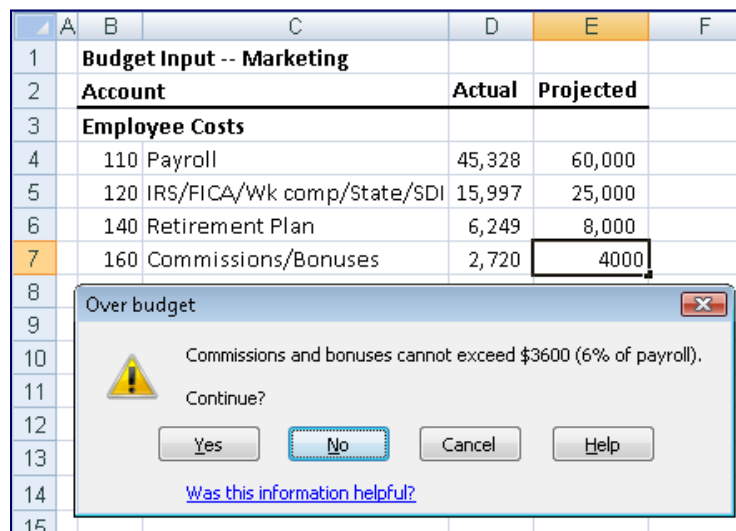 A B C D E F
1 Budget Input -- Marketing
2 Account Actual Projected
3 Employee Costs
4 110 Payroll 45,328 60,000
5 120 IRS/FICA/Wk comp/State/SDI 15,997 25,000
6 140 Retirement Plan 6,249 8,000
7 160 Commissions/Bonuses 2,720 4000
8
Over budget
9
10 Commissions and bonuses cannot exceed $3600 (6% of payroll).
11 Continue?
12
13 Yes No Cancel Help
14 Was this information helpful?
15